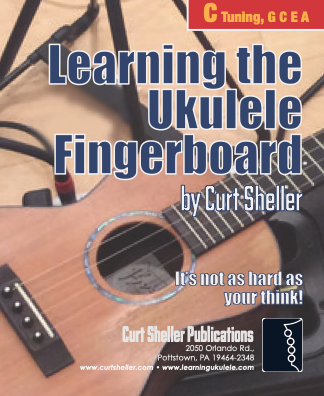 C Tuning, G C E A
Learning the
Ukulele
Fingerboard
by Curt Sheller
It's not as hard as
your think!
Curt Sheller Publications
2050 Orlando Rd.,
Pottstown, PA 19464-2348
www.curtsheller.com • www.learningukulele.com